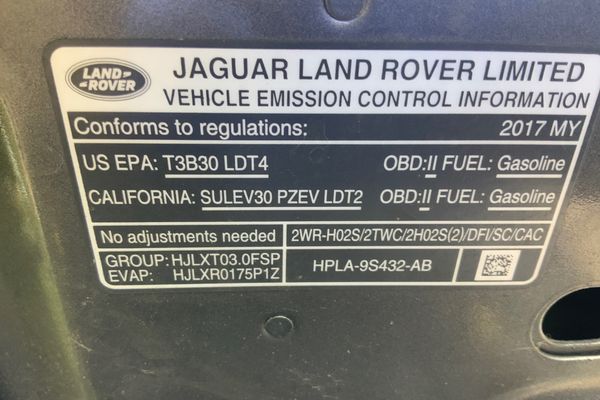 LAND ROVER
JAGUAR LAND ROVER LIMITED
VEHICLE EMISSION CONTROL INFORMATION
Conforms to regulations: 2017 MY
US EPA: T3B30 LDT4 OBD:II FUEL: Gasoline
CALIFORNIA: SULEV30 PZEV LDT2 OBD:II FUEL: Gasoline
No adjustments needed 2WR-H02S/2TWC/2H02S(2)/DFI/SC/CAC
GROUP: HJLXT03.0FSP
EVAP: HJLXR0175P1Z
HPLA-9S432-AB